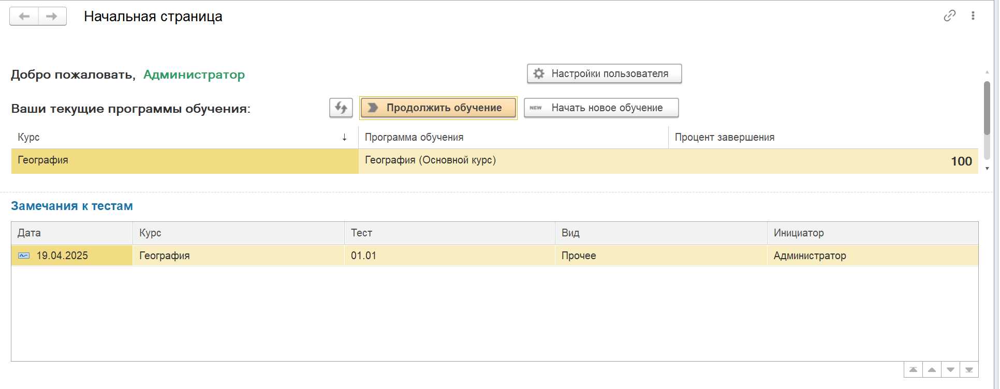 Начальная страница
Добро пожаловать, Администратор
Настройки пользователя
Ваши текущие программы обучения:
Продолжить обучение
NEW Начать новое обучение
Курс ↓ Программа обучения Процент завершения
География География (Основной курс) 100
Замечания к тестам
Дата Курс Тест Вид Инициатор
19.04.2025 География 01.01 Прочее Администратор